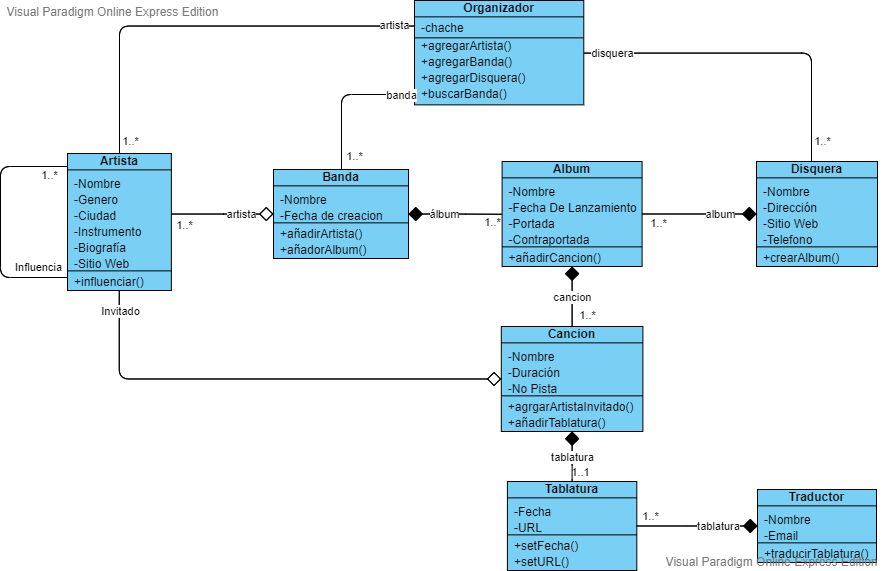 Visual Paradigm Online Express Edition
Organizador
-chache
+agregarArtista()
+agregarBanda()
+agregarDisquera()
+buscarBanda()
artista
disquera
banda
1..*
1..*
1..*
Artista
-Nombre
-Genero
-Ciudad
-Instrumento
-Biografía
-Sitio Web
+influenciar()
1..*
Influencia
1..*
artista
Banda
-Nombre
-Fecha de creacion
+añadirArtista()
+añadorAlbum()
álbum
1..*
Album
-Nombre
-Fecha De Lanzamiento
-Portada
-Contraportada
+añadirCancion()
1..*
album
Disquera
-Nombre
-Dirección
-Sitio Web
-Telefono
+crearAlbum()
Invitado
cancion
1..*
Cancion
-Nombre
-Duración
-No Pista
+agrgarArtistaInvitado()
+añadirTablatura()
tablatura
1..1
Tablatura
-Fecha
-URL
+setFecha()
+setURL()
1..*
tablatura
Traductor
-Nombre
-Email
+traducirTablatura()
Visual Paradigm Online Express Edition